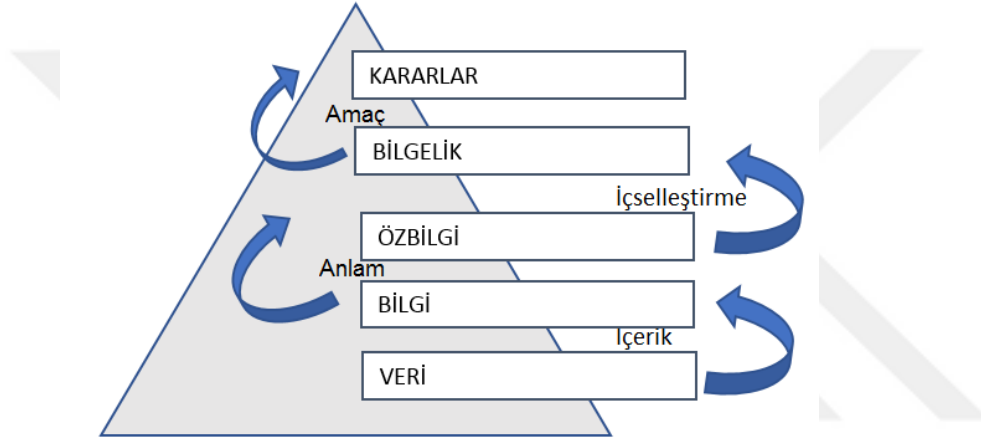 KARARLAR
Amaç
BİLGELİK
İçselleştirme
ÖZBİLGİ
Anlam
BİLGİ
İçerik
VERİ